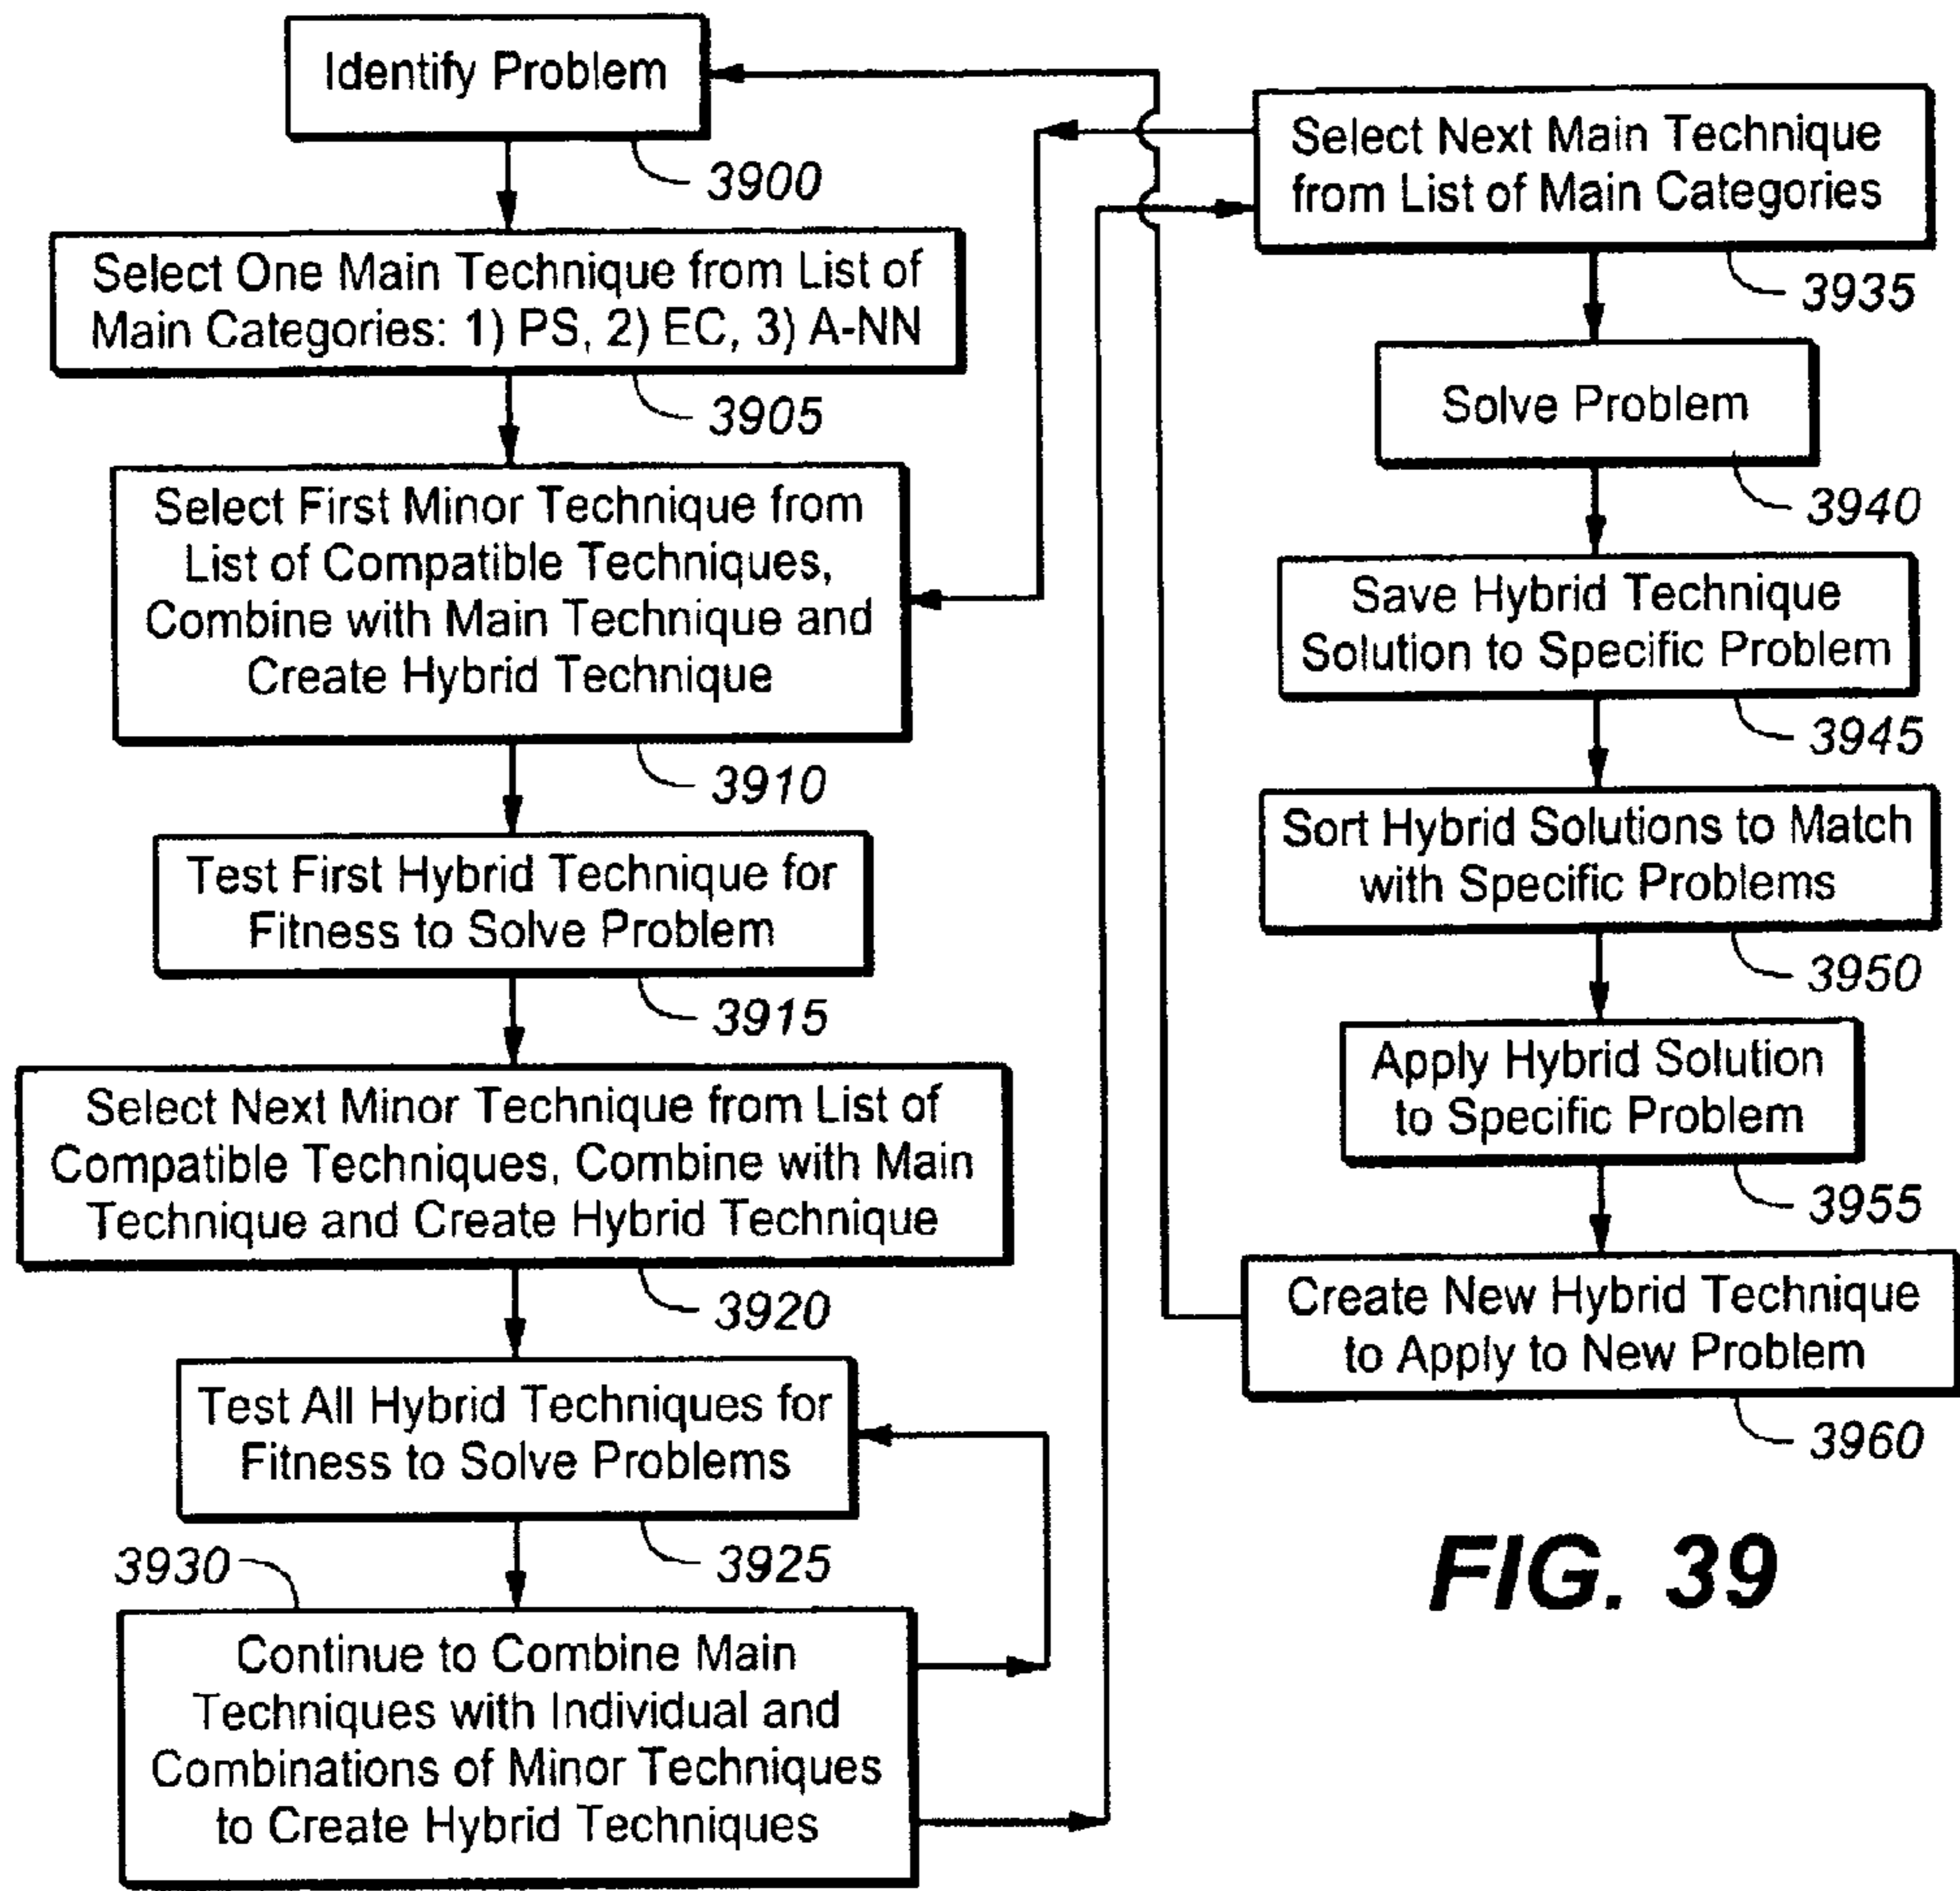 Identify Problem
3900
Select One Main Technique from List of
Main Categories: 1) PS, 2) EC, 3) A-NN
3905
Select First Minor Technique from
List of Compatible Techniques,
Combine with Main Technique and
Create Hybrid Technique
3910
Test First Hybrid Technique for
Fitness to Solve Problem
3915
Select Next Minor Technique from List of
Compatible Techniques, Combine with Main
Technique and Create Hybrid Technique
3920
Test All Hybrid Techniques for
Fitness to Solve Problems
3925
3930
Continue to Combine Main
Techniques with Individual and
Combinations of Minor Techniques
to Create Hybrid Techniques
Select Next Main Technique
from List of Main Categories
3935
Solve Problem
3940
Save Hybrid Technique
Solution to Specific Problem
3945
Sort Hybrid Solutions to Match
with Specific Problems
3950
Apply Hybrid Solution
to Specific Problem
3955
Create New Hybrid Technique
to Apply to New Problem
3960
FIG. 39